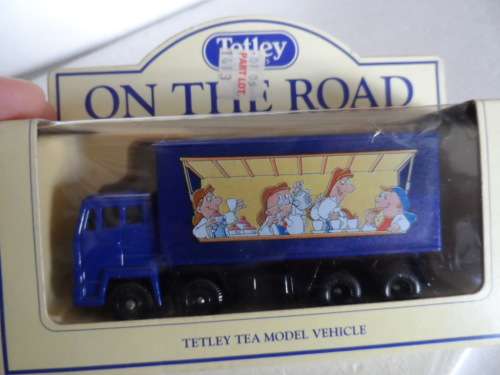 Tetley
PART LOT
ON THE ROAD
TETLEY TEA MODEL VEHICLE